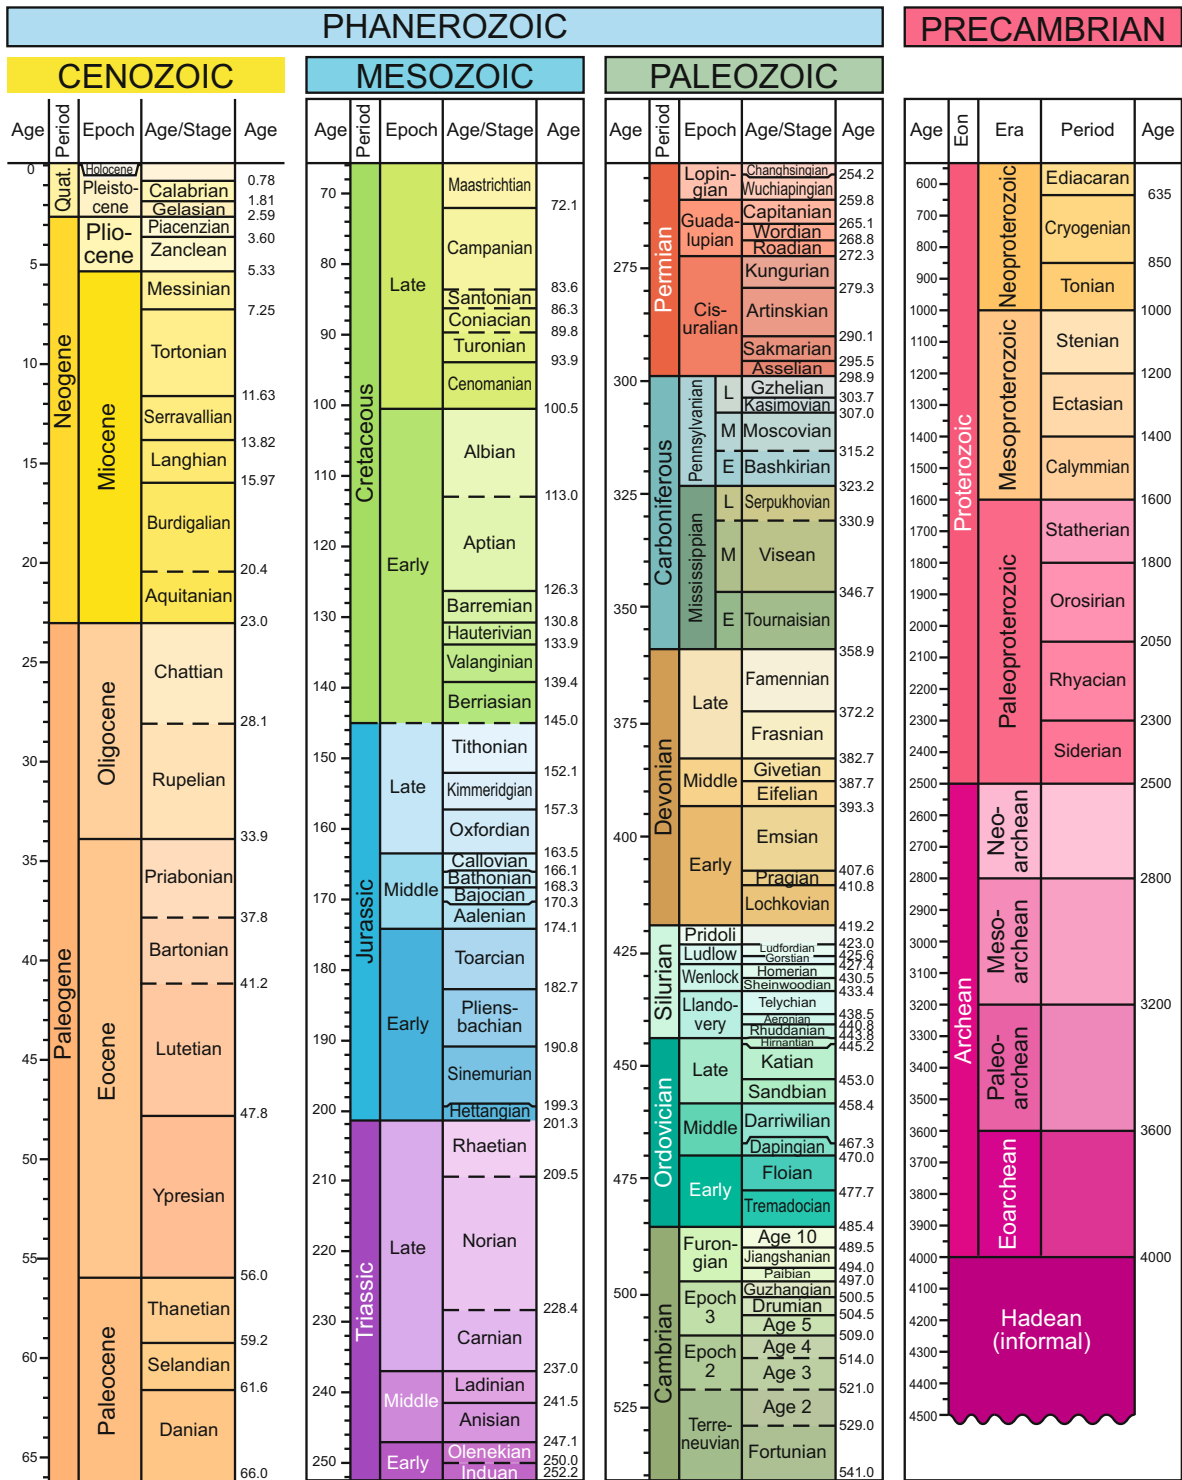 PHANEROZOIC
PRECAMBRIAN
CENOZOIC
MESOZOIC
PALEOZOIC
Age
Period
Epoch
Age/Stage
Age
0
5
10
15
20
25
30
35
40
45
50
55
60
65
Quat.
Neogene
Paleogene
Holocene
Pleisto-
cene
Plio-
cene
Miocene
Oligocene
Eocene
Paleocene
Calabrian
Gelasian
Piacenzian
Zanclean
Messinian
Tortonian
Serravallian
Langhian
Burdigalian
Aquitanian
Chattian
Rupelian
Priabonian
Bartonian
Lutetian
Ypresian
Thanetian
Selandian
Danian
0.78
1.81
2.59
3.60
5.33
7.25
11.63
13.82
15.97
20.4
23.0
28.1
33.9
37.8
41.2
47.8
56.0
59.2
61.6
66.0
Age
Period
Epoch
Age/Stage
Age
70
80
90
100
110
120
130
140
150
160
170
180
190
200
210
220
230
240
250
Cretaceous
Jurassic
Triassic
Late
Early
Late
Middle
Early
Late
Middle
Early
Maastrichtian
Campanian
Santonian
Coniacian
Turonian
Cenomanian
Albian
Aptian
Barremian
Hauterivian
Valanginian
Berriasian
Tithonian
Kimmeridgian
Oxfordian
Callovian
Bathonian
Bajocian
Aalenian
Toarcian
Pliens-
bachian
Sinemurian
Hettangian
Rhaetian
Norian
Carnian
Ladinian
Anisian
Olenekian
Induan
72.1
83.6
86.3
89.8
93.9
100.5
113.0
126.3
130.8
133.9
139.4
145.0
152.1
157.3
163.5
166.1
168.3
170.3
174.1
182.7
190.8
199.3
201.3
209.5
228.4
237.0
241.5
247.1
250.0
252.2
Age
Period
Epoch
Age/Stage
Age
275
300
325
350
375
400
425
450
475
500
525
Permian
Carboniferous
Devonian
Silurian
Ordovician
Cambrian
Lopin-
gian
Guada-
lupian
Cis-
uralian
Pennsylvanian
L
M
E
Mississippian
L
M
E
Late
Middle
Early
Pridoli
Ludlow
Wenlock
Llando-
very
Late
Middle
Early
Furon-
gian
Epoch
3
Epoch
2
Terre-
neuvian
Changhsingian
Wuchiapingian
Capitanian
Wordian
Roadian
Kungurian
Artinskian
Sakmarian
Asselian
Gzhelian
Kasimovian
Moscovian
Bashkirian
Serpukhovian
Visean
Tournaisian
Famennian
Frasnian
Givetian
Eifelian
Emsian
Pragian
Lochkovian
Ludfordian
Gorstian
Homerian
Sheinwoodian
Telychian
Aeronian
Rhuddanian
Hirnantian
Katian
Sandbian
Darriwilian
Dapingian
Floian
Tremadocian
Age 10
Jiangshanian
Paibian
Guzhangian
Drumian
Age 5
Age 4
Age 3
Age 2
Fortunian
254.2
259.8
265.1
268.8
272.3
279.3
290.1
295.5
298.9
303.7
307.0
315.2
323.2
330.9
346.7
358.9
372.2
382.7
387.7
393.3
407.6
410.8
419.2
423.0
425.6
427.4
430.5
433.4
438.5
440.8
443.8
445.2
453.0
458.4
467.3
470.0
477.7
485.4
489.5
494.0
497.0
500.5
504.5
509.0
514.0
521.0
529.0
541.0
Age
Eon
Era
Period
Age
600
700
800
900
1000
1100
1200
1300
1400
1500
1600
1700
1800
1900
2000
2100
2200
2300
2400
2500
2600
2700
2800
2900
3000
3100
3200
3300
3400
3500
3600
3700
3800
3900
4000
4100
4200
4300
4400
4500
Proterozoic
Archean
Neoproterozoic
Mesoproterozoic
Paleoproterozoic
Neo-
archean
Meso-
archean
Paleo-
archean
Eoarchean
Hadean
(informal)
Ediacaran
Cryogenian
Tonian
Stenian
Ectasian
Calymmian
Statherian
Orosirian
Rhyacian
Siderian
635
850
1000
1200
1400
1600
1800
2050
2300
2500
2800
3200
3600
4000